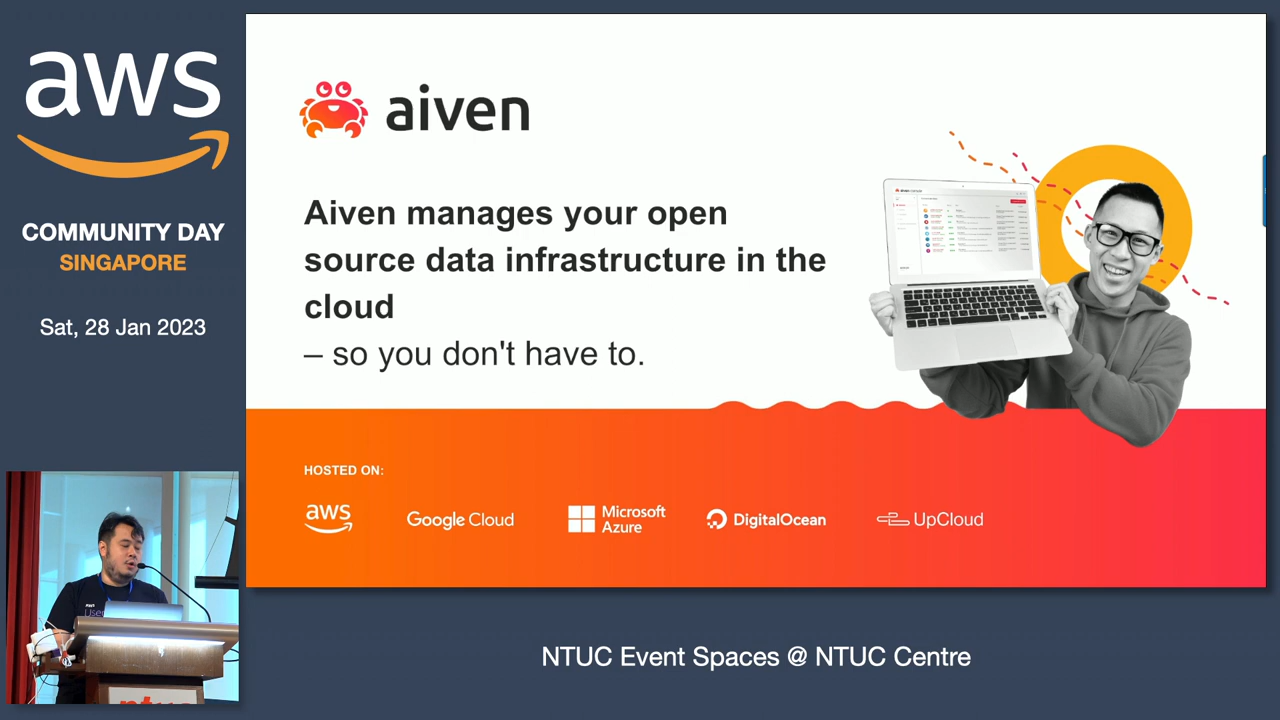 aws
COMMUNITY DAY
SINGAPORE
Sat, 28 Jan 2023
aiven
Aiven manages your open
source data infrastructure in the
cloud
– so you don't have to.
HOSTED ON:
aws
Google Cloud
Microsoft
Azure
DigitalOcean
UpCloud
NTUC Event Spaces @ NTUC Centre